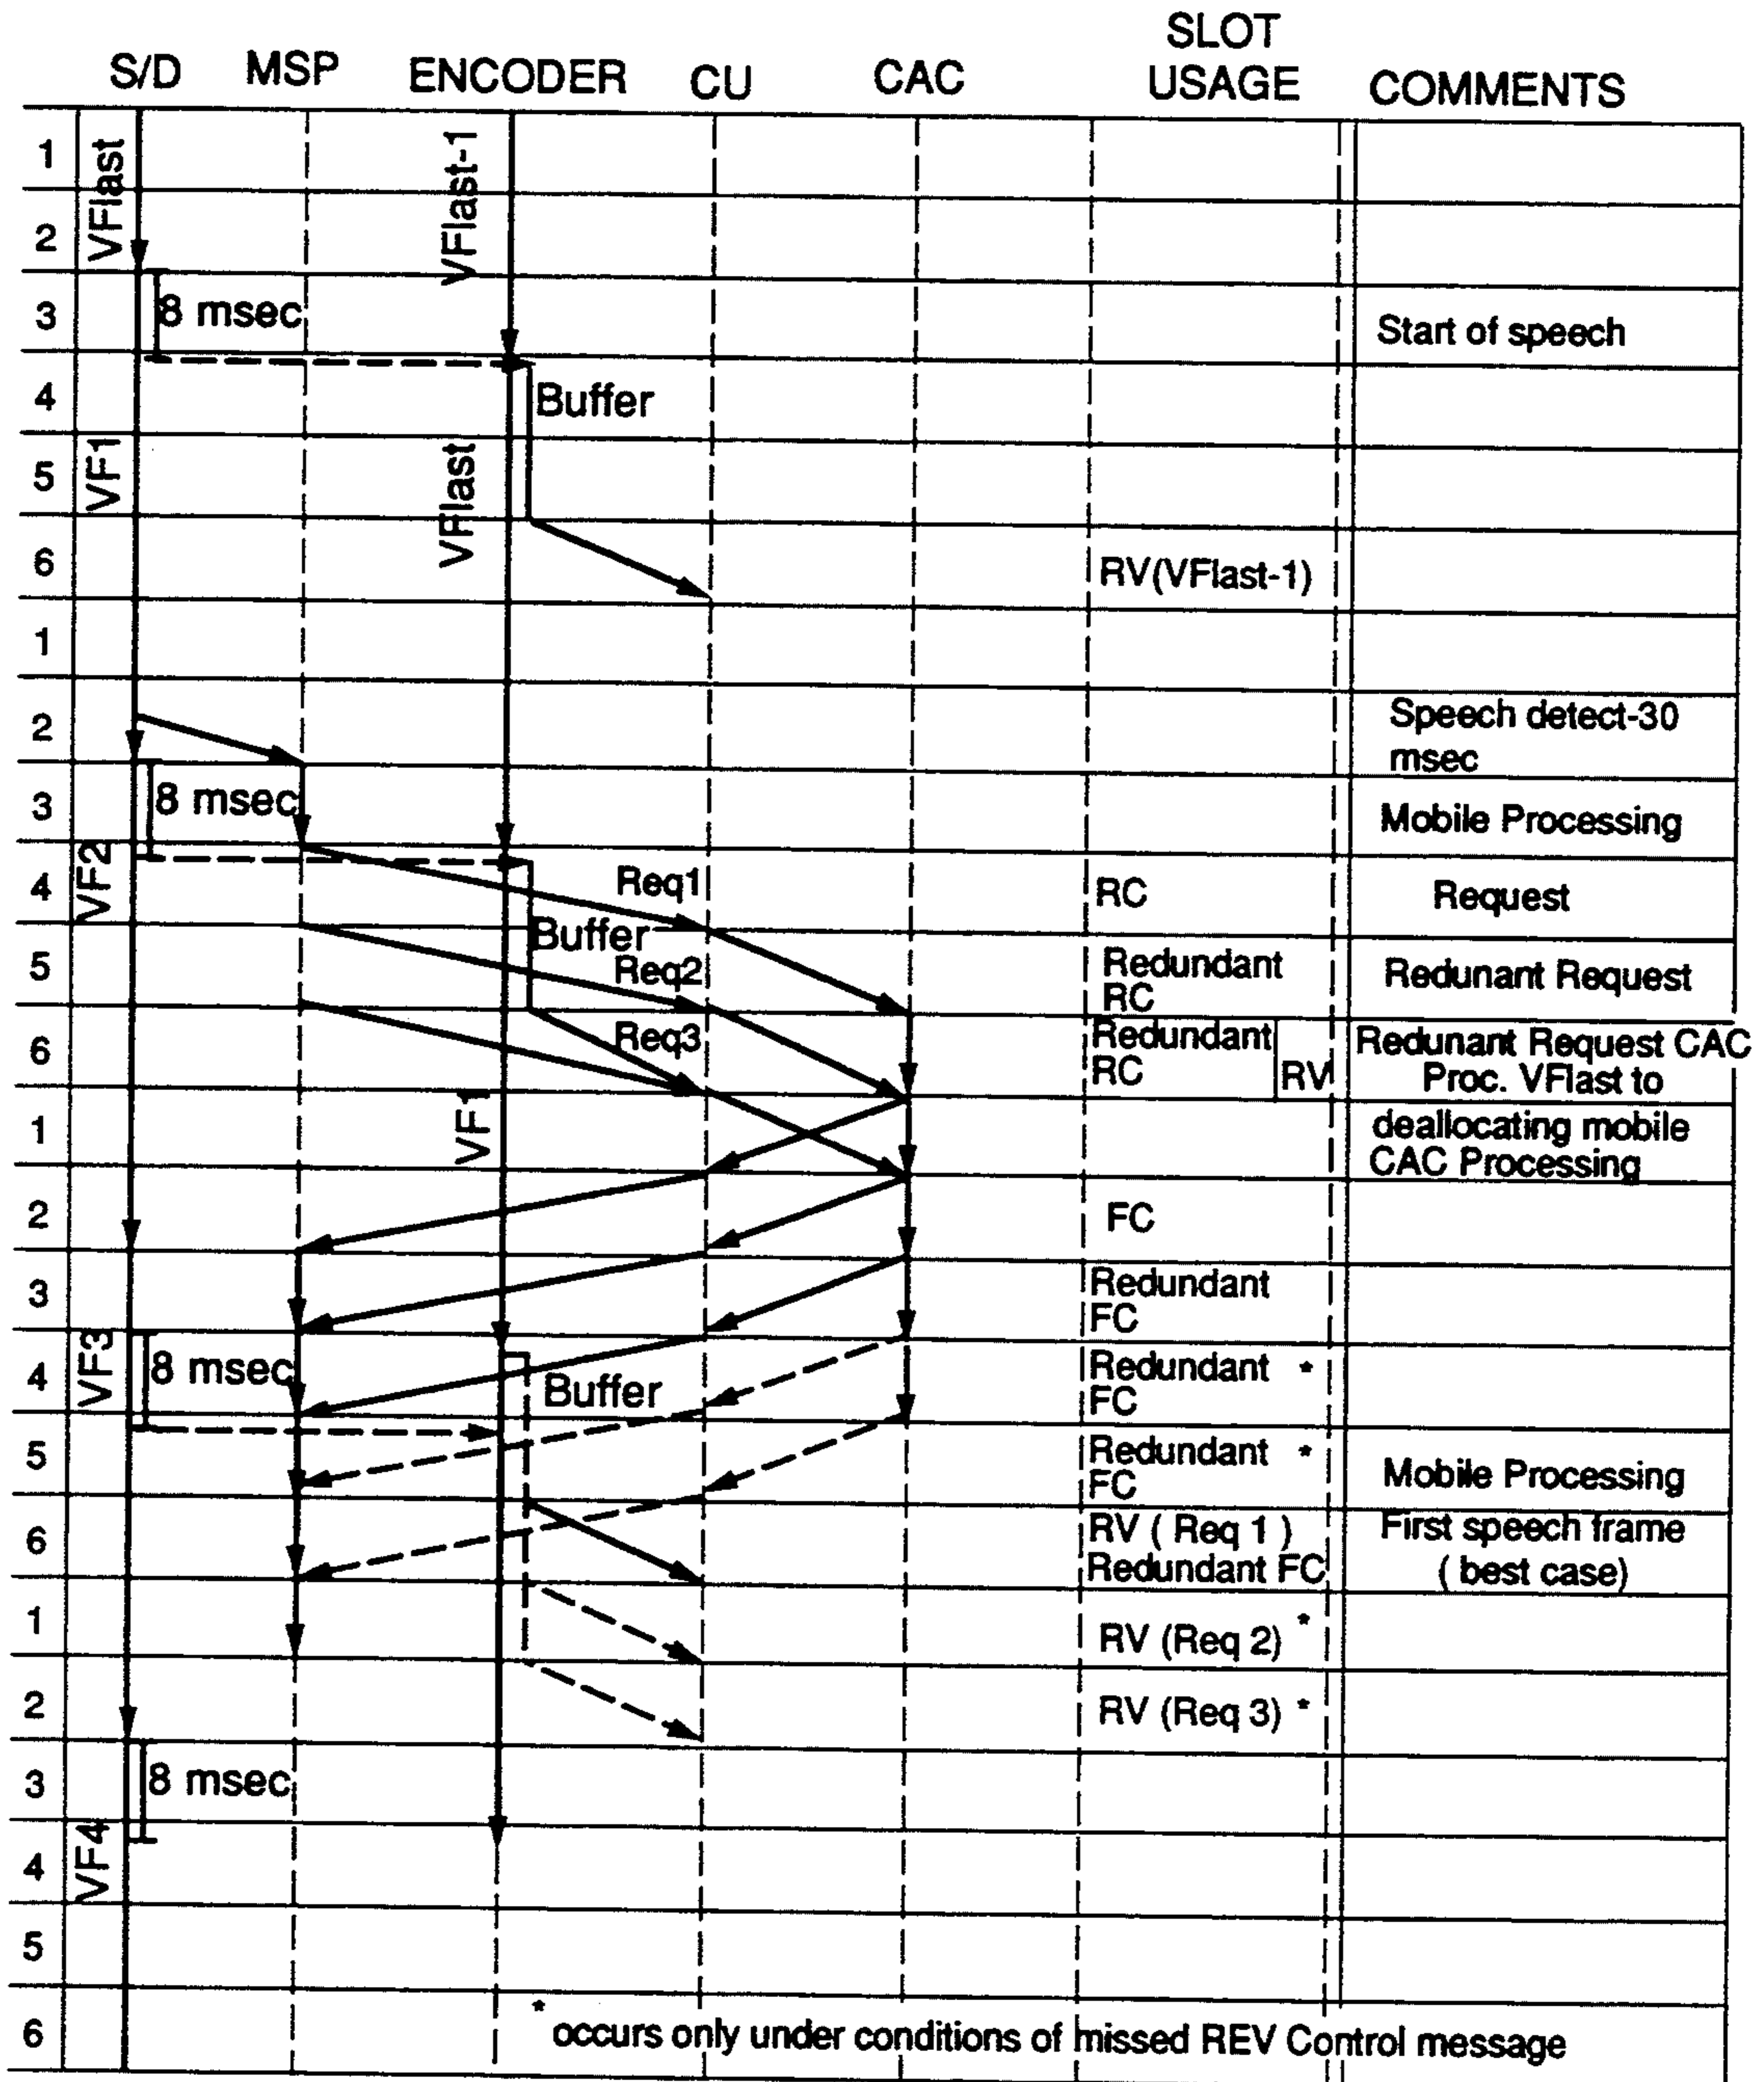 S/D MSP ENCODER CU CAC SLOT USAGE COMMENTS
1 VFlast VFlast-1
2
3 8 msec Start of speech
4 Buffer
5 VF1 VFlast
6 RV(VFlast-1)
1
2 Speech detect-30 msec
3 8 msec Mobile Processing
4 VF2 Req1 RC Request
Buffer
5 Req2 Redundant RC Redunant Request
6 Req3 Redundant RC RV Redunant Request CAC Proc. VFlast to
1 VF1 deallocating mobile CAC Processing
2 FC
3 Redundant FC
4 VF3 8 msec Buffer Redundant * FC
5 Redundant * FC Mobile Processing
6 RV ( Req 1 ) Redundant FC First speech frame ( best case)
1 RV (Req 2) *
2 RV (Req 3) *
3 8 msec
4 VF4
5
6 * occurs only under conditions of missed REV Control message